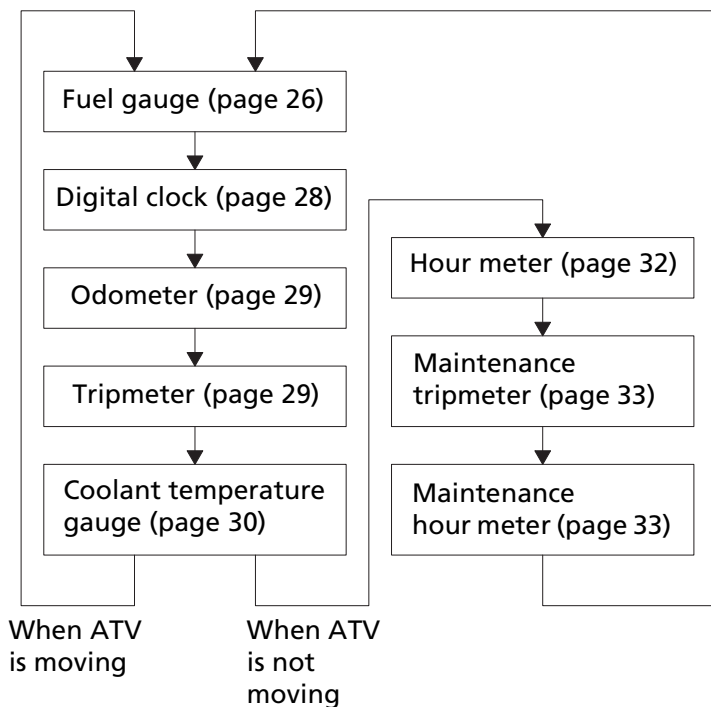 Fuel gauge (page 26)
Digital clock (page 28)
Odometer (page 29)
Tripmeter (page 29)
Coolant temperature
gauge (page 30)
When ATV
is moving
When ATV
is not
moving
Hour meter (page 32)
Maintenance
tripmeter (page 33)
Maintenance
hour meter (page 33)